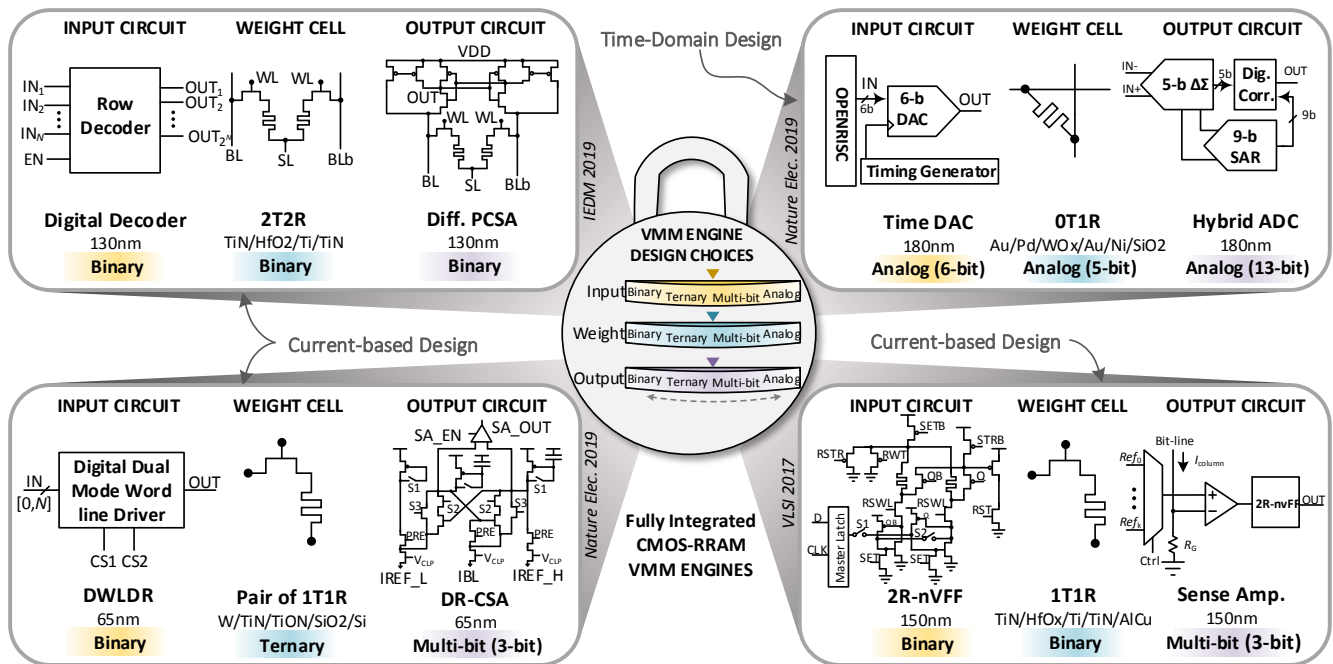 INPUT CIRCUIT WEIGHT CELL OUTPUT CIRCUIT
VDD
IN1
IN2
INN
EN
Row
Decoder
OUT1
OUT2
OUT2N
WL WL
BL SL BLb
OUT
WL WL
BL SL BLb
Digital Decoder 2T2R Diff. PCSA
130nm TiN/HfO2/Ti/TiN 130nm
Binary Binary Binary
IEDM 2019
Time-Domain Design
Nature Elec. 2019
INPUT CIRCUIT WEIGHT CELL OUTPUT CIRCUIT
OPENRISC
IN
6b
6-b
DAC
OUT
Timing Generator
IN-
IN+
5-b ΔΣ
5b
Dig.
Corr.
OUT
9b
9-b
SAR
Time DAC 0T1R Hybrid ADC
180nm Au/Pd/WOx/Au/Ni/SiO2 180nm
Analog (6-bit) Analog (5-bit) Analog (13-bit)
VMM ENGINE
DESIGN CHOICES
Input Binary Ternary Multi-bit Analog
Weight Binary Ternary Multi-bit Analog
Output Binary Ternary Multi-bit Analog
Current-based Design
Current-based Design
INPUT CIRCUIT WEIGHT CELL OUTPUT CIRCUIT
IN
[0,N]
Digital Dual
Mode Word
line Driver
OUT
CS1 CS2
SA_EN SA_OUT
S1 S1
S3 S2 S2 S3
PRE PRE PRE
VCLP VCLP VCLP
IREF_L IBL IREF_H
DWLDR Pair of 1T1R DR-CSA
65nm W/TiN/TiON/SiO2/Si 65nm
Binary Ternary Multi-bit (3-bit)
Nature Elec. 2019
Fully Integrated
CMOS-RRAM
VMM ENGINES
VLSI 2017
INPUT CIRCUIT WEIGHT CELL OUTPUT CIRCUIT
SETB
STRB
RSTR RWT
QB Q
RSWL RSWL
D
CLK
Master Latch
S1 QB Q S2
RST
SET SET
Bit-line
Icolumn
Ref0
Refk
Ctrl
RG
+
-
2R-nvFF
OUT
2R-nVFF 1T1R Sense Amp.
150nm TiN/HfOx/Ti/TiN/AlCu 150nm
Binary Binary Multi-bit (3-bit)